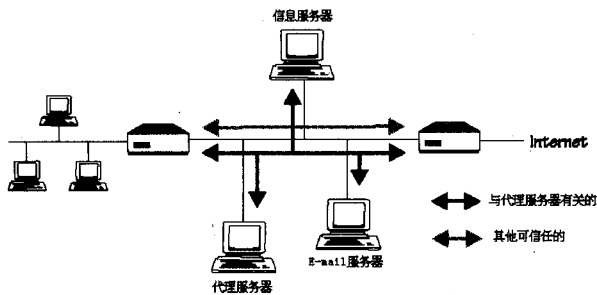 信息服务器
Internet
与代理服务器有关的
其他可信任的
E-mail服务器
代理服务器